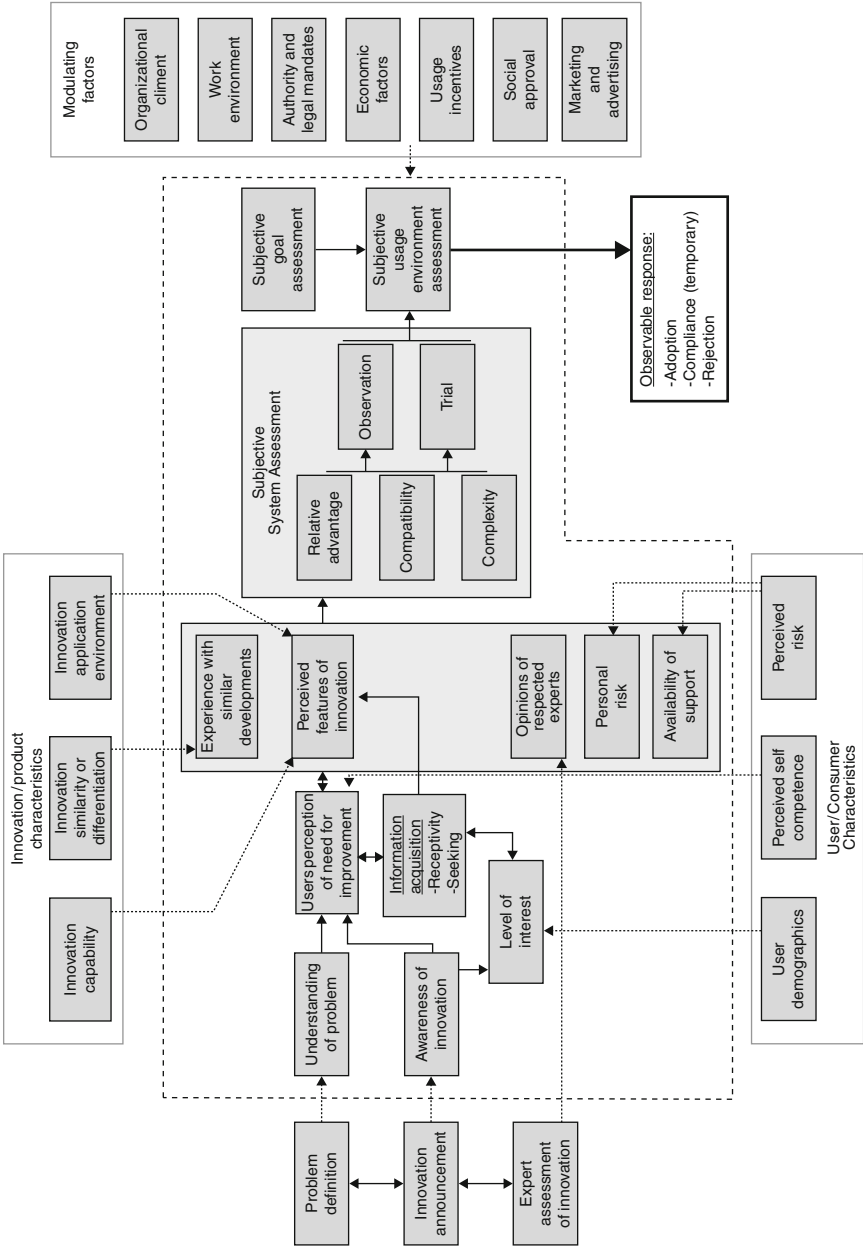 Innovation/product
characteristics
Innovation
capability
Innovation
similarity or
differentiation
Innovation
application
environment
Modulating
factors
Organizational
climent
Work
environment
Authority and
legal mandates
Economic
factors
Usage
incentives
Social
approval
Marketing
and
advertising
Problem
definition
Innovation
announcement
Expert
assessment
of innovation
Understanding
of problem
Awareness of
innovation
Users perception
of need for
improvement
Information
acquisition
-Receptivity
-Seeking
Level of
interest
Experience with
similar
developments
Perceived
features of
innovation
Opinions of
respected
experts
Personal
risk
Availability of
support
Subjective
System Assessment
Relative
advantage
Compatibility
Complexity
Observation
Trial
Subjective
goal
assessment
Subjective
usage
environment
assessment
Observable response:
-Adoption
-Compliance (temporary)
-Rejection
User
demographics
Perceived self
competence
Perceived
risk
User/Consumer
Characteristics